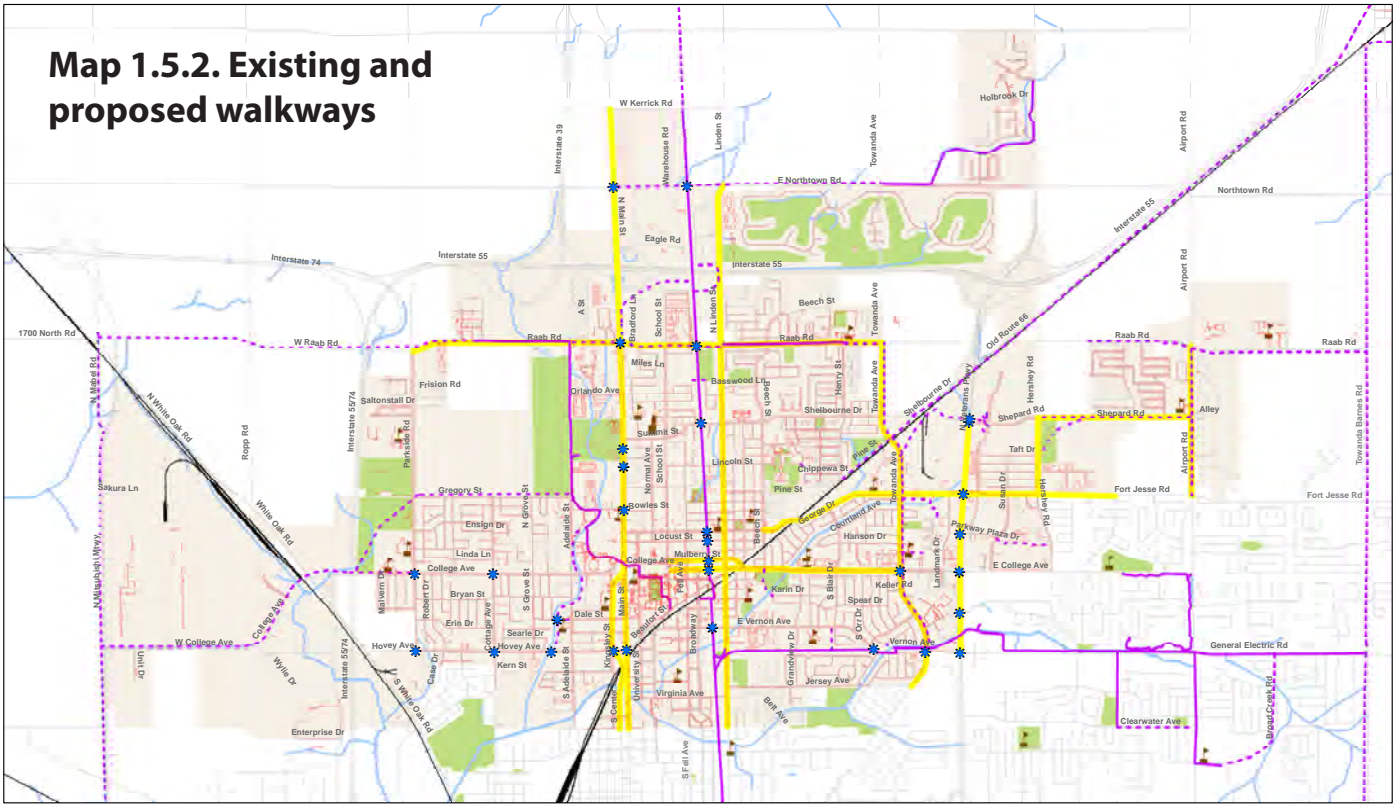 Map 1.5.2. Existing and
proposed walkways
W Kerrick Rd
Holbrook Dr
Interstate 39
Warehouse Rd
Linden St
Towanda Ave
Airport Rd
E Northtown Rd
Northtown Rd
N Main St
Eagle Rd
Interstate 55
Interstate 74
Interstate 55
Interstate 55
A St
Bradford Ln
School St
N Linden St
Beech St
Towanda Ave
Airport Rd
Old Route 66
1700 North Rd
W Raab Rd
Raab Rd
Raab Rd
Raab Rd
Raab Rd
N Mabel Rd
Miles Ln
Frision Rd
Orlando Ave
Basswood Ln
Beech St
Henry St
Towanda Ave
Shelbourne Dr
N Veterans Pkwy
Hershey Rd
Towanda Barnes Rd
N White Oak Rd
Interstate 55/74
Saltonstall Dr
Shelbourne Dr
Shepard Rd
Shepard Rd
Alley
Ropp Rd
Parkside Rd
Summit St
Normal Ave
School St
Lincoln St
Chippewa St
Pine St
Pine St
Taft Dr
Airport Rd
Sakura Ln
White Oak Rd
Gregory St
N Grove St
Adelaide St
Bowles St
Towanda Ave
Susan Dr
Hershey Rd
Fort Jesse Rd
Fort Jesse Rd
George Dr
Courtland Ave
Beech St
Ensign Dr
Locust St
Hanson Dr
Parkway Plaza Dr
Linda Ln
Mulberry St
Landmark Dr
College Ave
College Ave
E College Ave
N Mitsubishi Mtwy
Malvern Dr
Robert Dr
Bryan St
S Grove St
Main St
Fell Ave
Karin Dr
S Blair Dr
Keller Rd
Spear Dr
College Ave
Erin Dr
Cottage Ave
Dale St
Beaufort St
Searle Dr
E Vernon Ave
S Orr Dr
W College Ave
Hovey Ave
Hovey Ave
Kingsley St
Broadway
Grandview Dr
Vernon Ave
General Electric Rd
Unit Dr
Wylie Dr
Interstate 55/74
Case Dr
Kern St
S Adelaide St
University St
Virginia Ave
Jersey Ave
S White Oak Rd
S Center
Belt Ave
Clearwater Ave
Broad Creek Rd
Enterprise Dr
S Fell Ave